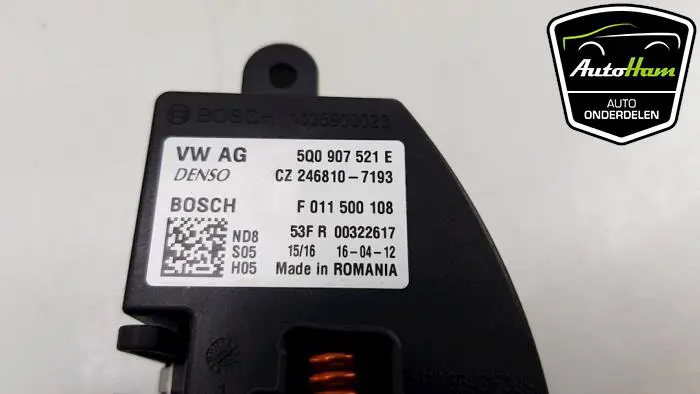 BOSCH
VW AG 5Q0 907 521 E
DENSO CZ 246810-7193
BOSCH F 011 500 108
ND8 53F R 00322617
S05 15/16 16-04-12
H05 Made in ROMANIA
AutoHam
AUTO
ONDERDELEN